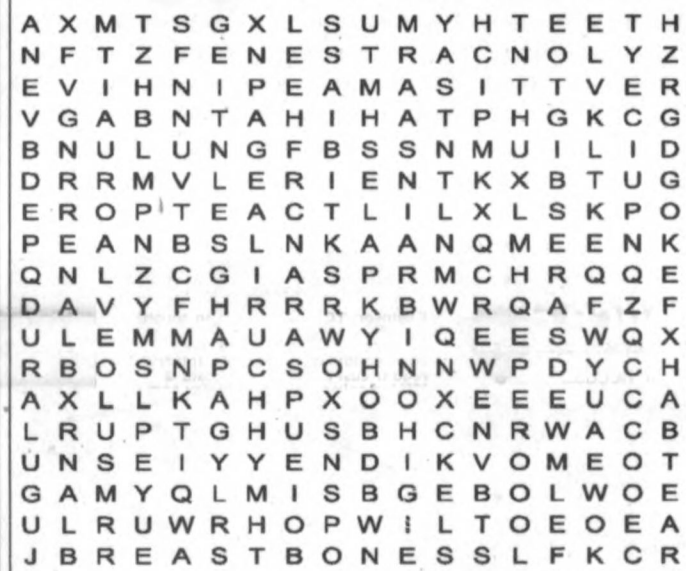 A X M T S G X L S U M Y H T E E T H
N F T Z F E N E S T R A C N O L Y Z
E V I H N I P E A M A S I T T V E R
V G A B N T A H I H A T P H G K C G
B N U L U N G F B S S N M U I L I D
D R R M V L E R I E N T K X B T U G
E R O P T E A C T L I L X L S K P O
P E A N B S L N K A A N Q M E E N K
Q N L Z C G I A S P R M C H R Q Q E
D A V Y F H R R R K B W R Q A F Z F
U L E M M A U A W Y I Q E E S W Q X
R B O S N P C S O H N N W P D Y C H
A X L L K A H P X O O X E E E U C A
L R U P T G H U S B H C N R W A C B
U N S E I Y Y E N D I K V O M E O T
G A M Y Q L M I S B G E B O L W O E
U L R U W R H O P W I L T O E O E A
J B R E A S T B O N E S S L F K C R